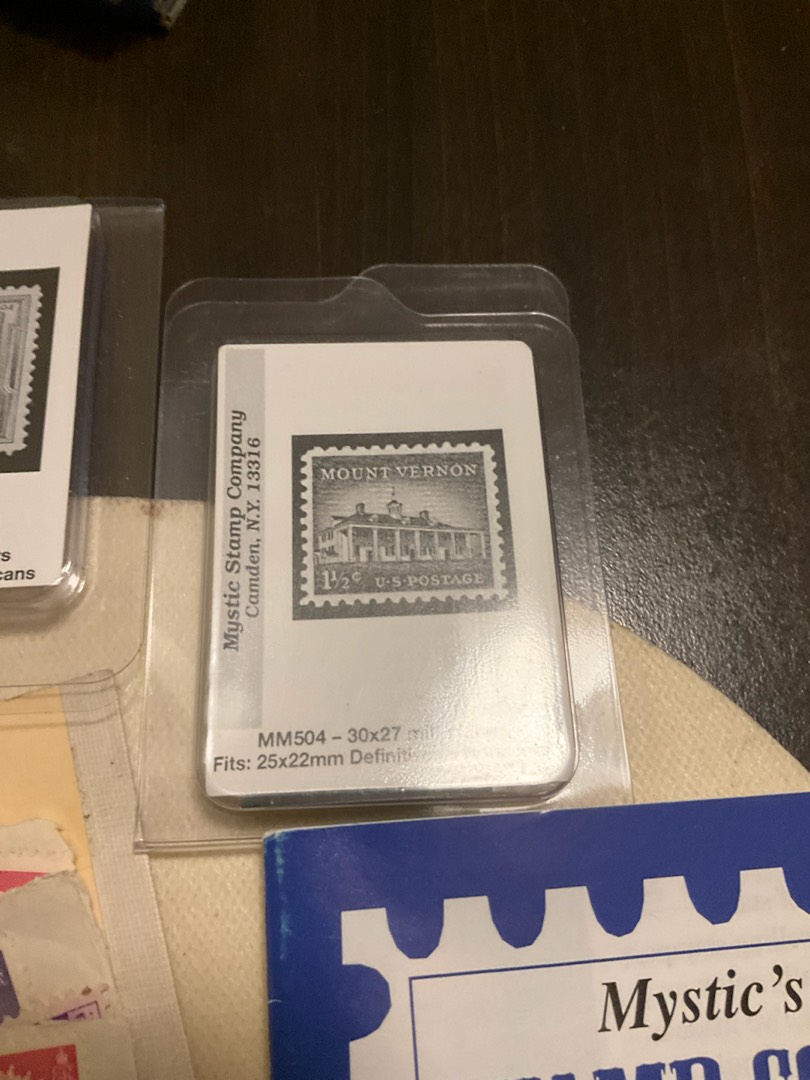 Mystic Stamp Company
Camden, N.Y. 13316
MOUNT VERNON
1½¢ U·S·POSTAGE
MM504 – 30x27
Fits: 25x22mm
Mystic's